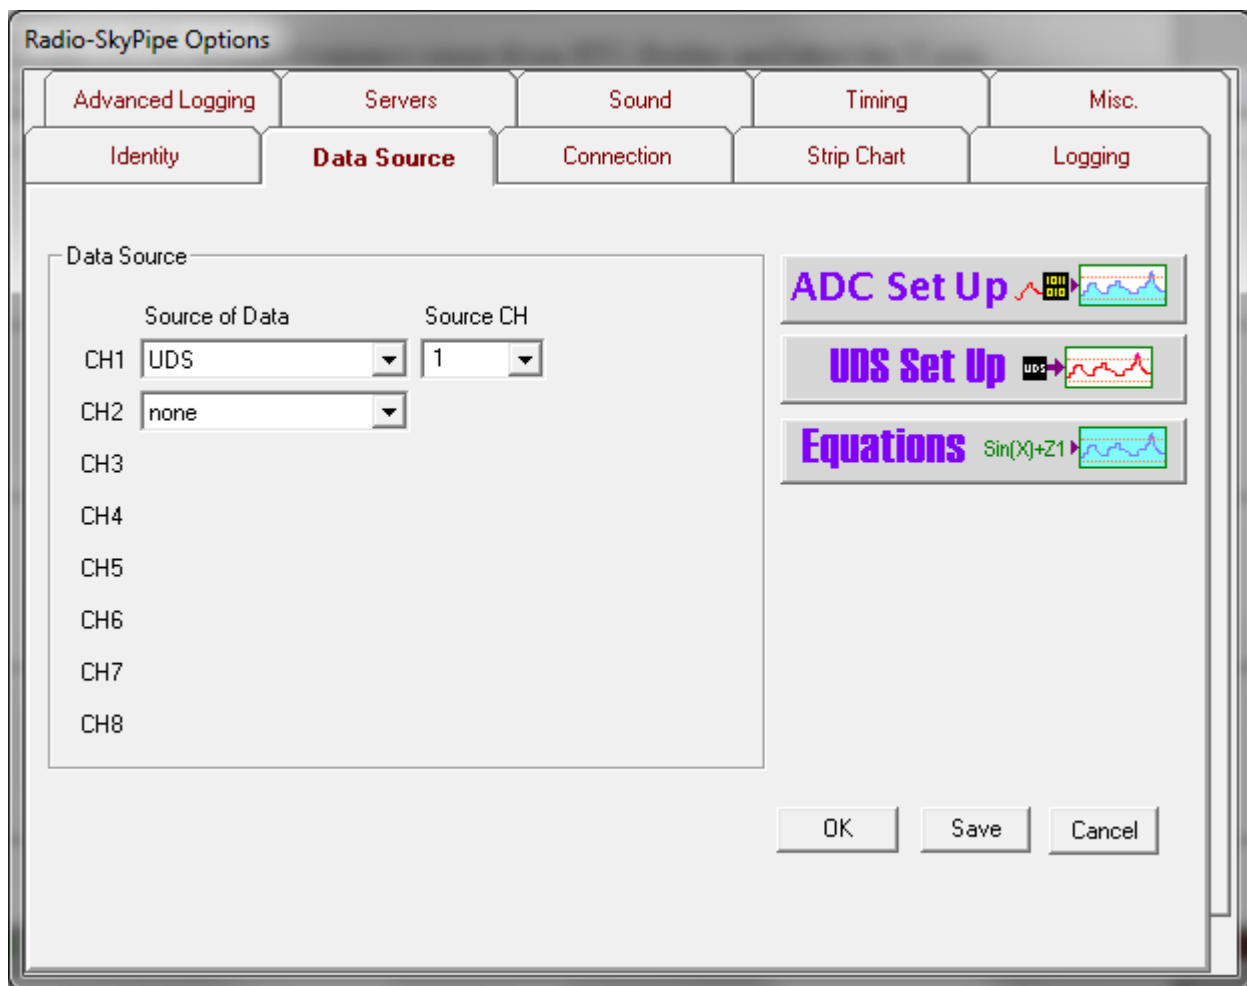 Radio-SkyPipe Options
Advanced Logging Servers Sound Timing Misc.
Identity Data Source Connection Strip Chart Logging
Data Source
Source of Data Source CH
CH1 UDS 1
CH2 none
CH3
CH4
CH5
CH6
CH7
CH8
ADC Set Up 1011 010
UDS Set Up UDS
Equations Sin(X)+Z1
OK Save Cancel